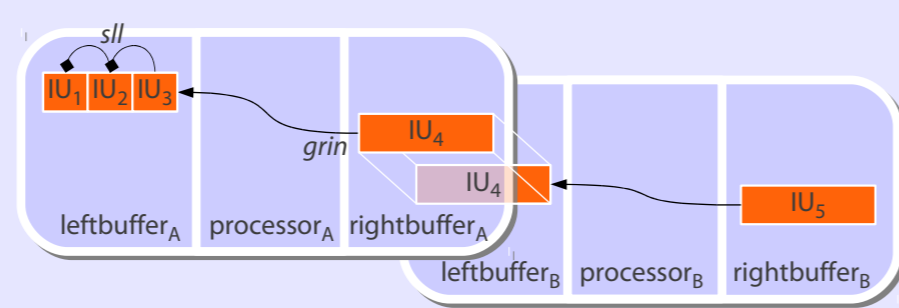 sll
IU1 IU2 IU3
IU4
grin
IU4
IU5
leftbufferA processorA rightbufferA
leftbufferB processorB rightbufferB